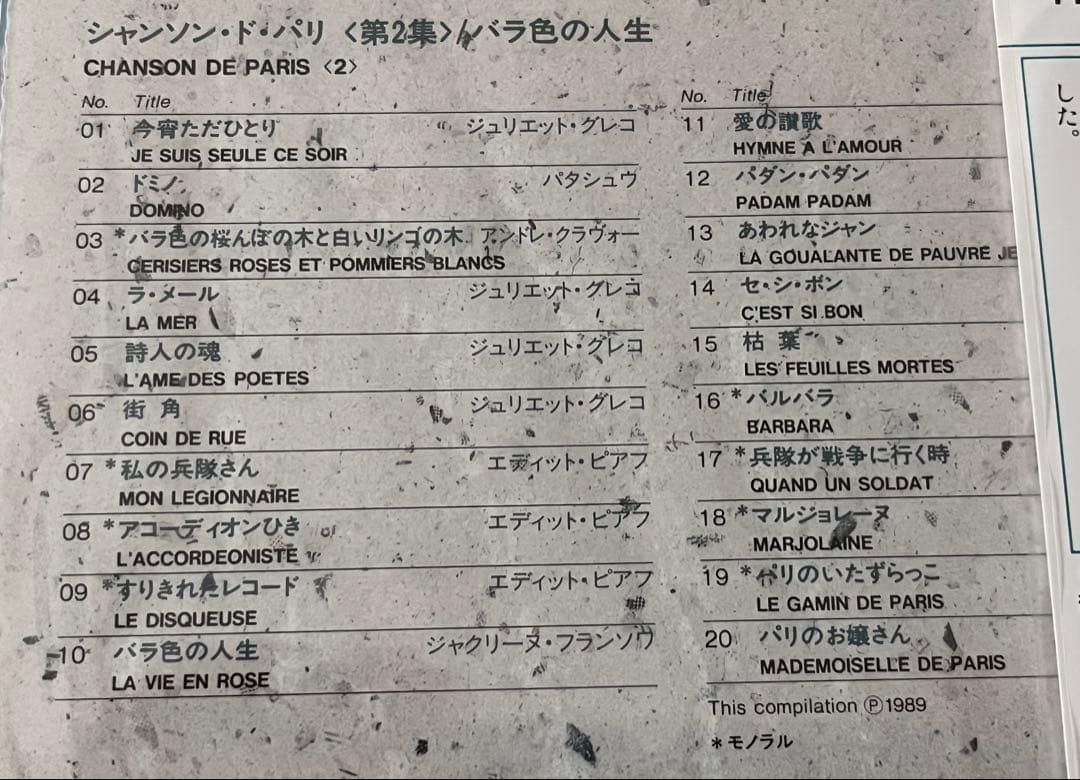 シャンソン・ド・パリ〈第2集〉/バラ色の人生
CHANSON DE PARIS〈2〉
No. Title
01 今宵ただひとり ジュリエット・グレコ
JE SUIS SEULE CE SOIR
02 ドミノ パタシュウ
DOMINO
03 *バラ色の桜んぼの木と白いリンゴの木 アンドレ・クラヴォー
CERISIERS ROSES ET POMMIERS BLANCS
04 ラ・メール ジュリエット・グレコ
LA MER
05 詩人の魂 ジュリエット・グレコ
L'AME DES POETES
06 街角 ジュリエット・グレコ
COIN DE RUE
07 *私の兵隊さん エディット・ピアフ
MON LEGIONNAIRE
08 *アコーディオンひき エディット・ピアフ
L'ACCORDEONISTE
09 *すりきれたレコード エディット・ピアフ
LE DISQUEUSE
10 バラ色の人生 ジャクリーヌ・フランソワ
LA VIE EN ROSE
No. Title
11 愛の讃歌
HYMNE A L'AMOUR
12 パダン・パダン
PADAM PADAM
13 あわれなジャン
LA GOUALANTE DE PAUVRE JE
14 セ・シ・ボン
C'EST SI BON
15 枯葉
LES FEUILLES MORTES
16 *バルバラ
BARBARA
17 *兵隊が戦争に行く時
QUAND UN SOLDAT
18 *マルジョレーヌ
MARJOLAINE
19 *パリのいたずらっこ
LE GAMIN DE PARIS
20 パリのお嬢さん
MADEMOISELLE DE PARIS
This compilation Ⓟ1989
*モノラル
した。